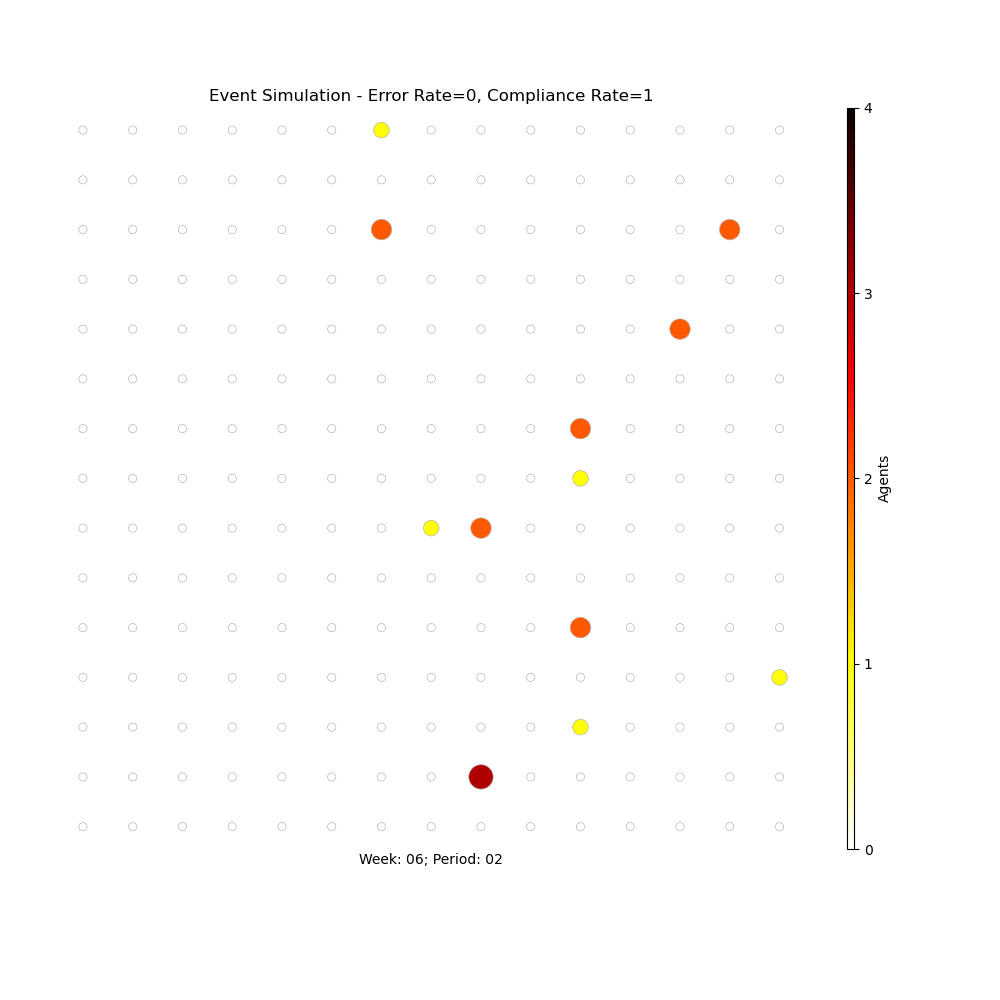 Event Simulation - Error Rate=0, Compliance Rate=1
4
3
2
1
0
Agents
Week: 06; Period: 02